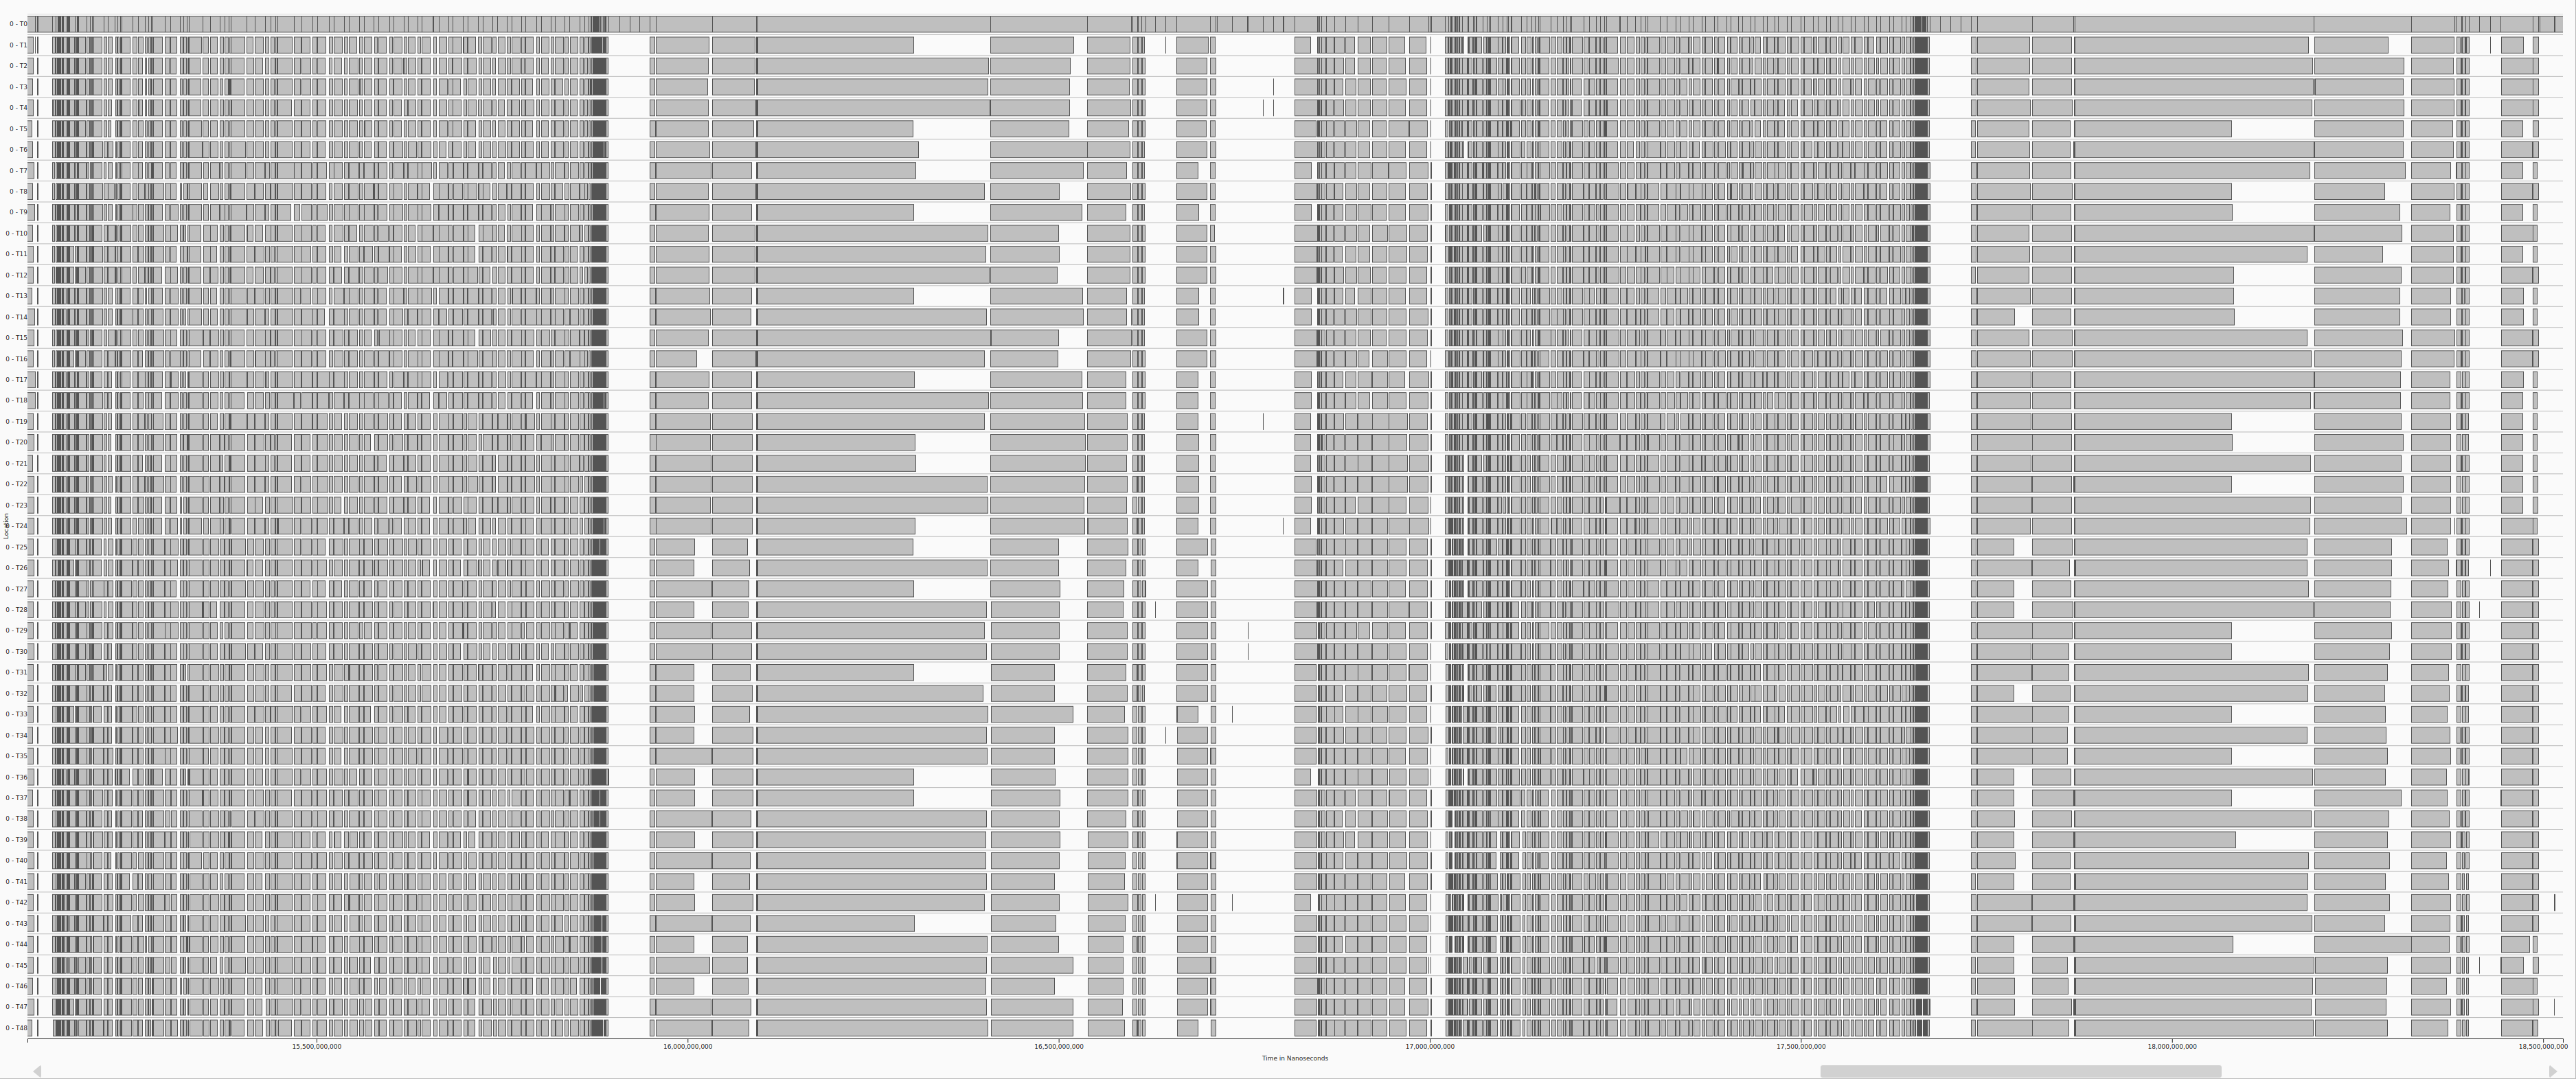 0 - T0
0 - T1
0 - T2
0 - T3
0 - T4
0 - T5
0 - T6
0 - T7
0 - T8
0 - T9
0 - T10
0 - T11
0 - T12
0 - T13
0 - T14
0 - T15
0 - T16
0 - T17
0 - T18
0 - T19
0 - T20
0 - T21
0 - T22
0 - T23
0 - T24
0 - T25
0 - T26
0 - T27
0 - T28
0 - T29
0 - T30
0 - T31
0 - T32
0 - T33
0 - T34
0 - T35
0 - T36
0 - T37
0 - T38
0 - T39
0 - T40
0 - T41
0 - T42
0 - T43
0 - T44
0 - T45
0 - T46
0 - T47
0 - T48
Location
15,500,000,000 16,000,000,000 16,500,000,000 17,000,000,000 17,500,000,000 18,000,000,000 18,500,000,000
Time in Nanoseconds